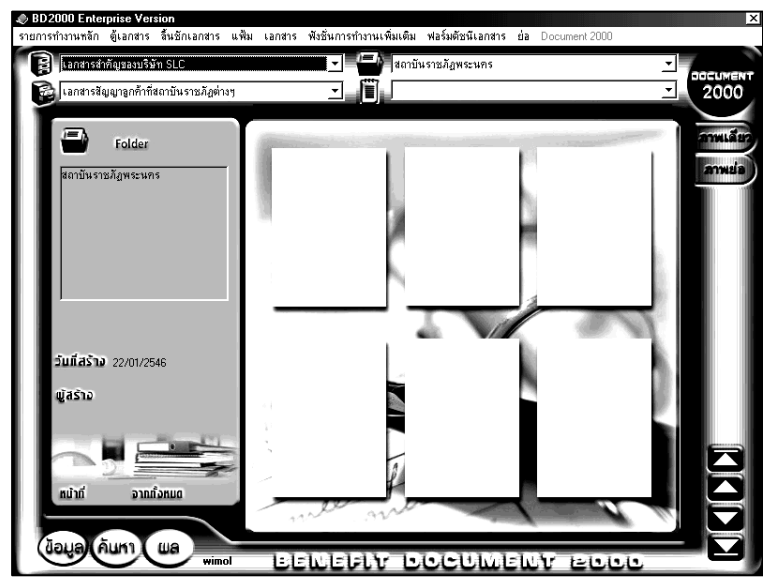 BD2000 Enterprise Version
รายการทำงานหลัก ตู้เอกสาร ลิ้นชักเอกสาร แฟ้ม เอกสาร ฟังชั่นการทำงานเพิ่มเติม ฟอร์มดัชนีเอกสาร ย่อ Document 2000
เอกสารสำคัญของบริษัท SLC
สถาบันราชภัฏพระนคร
เอกสารสัญญาลูกค้าที่สถาบันราชภัฏต่างๆ
DOCUMENT
2000
ภาพเดียว
ภาพย่อ
Folder
สถาบันราชภัฏพระนคร
วันที่สร้าง 22/01/2546
ผู้สร้าง
หน้าที่ จากทั้งหมด
ข้อมูล ค้นหา ผล
wimol
BENEFIT DOCUMENT 2000